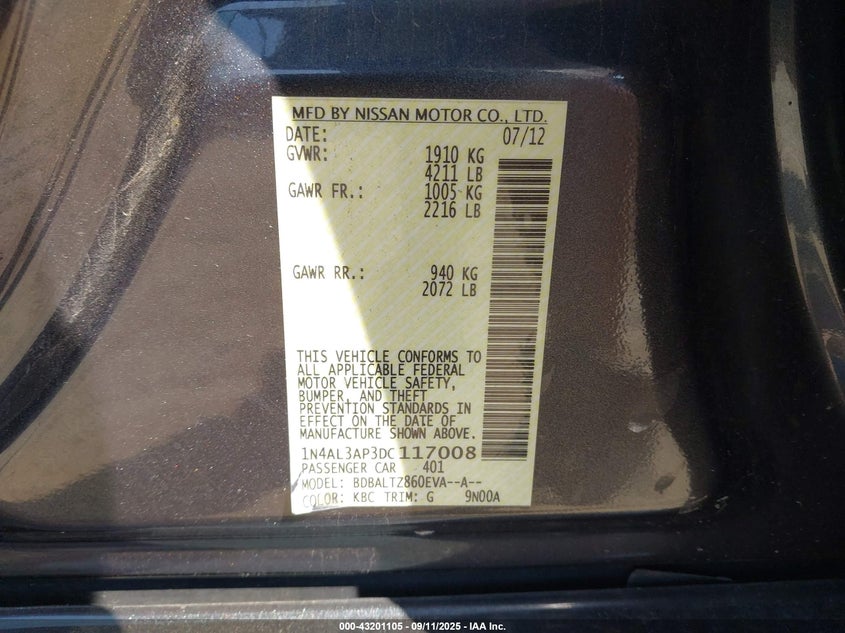 MFD BY NISSAN MOTOR CO., LTD.
DATE: 07/12
GVWR: 1910 KG
4211 LB
GAWR FR.: 1005 KG
2216 LB
GAWR RR.: 940 KG
2072 LB
THIS VEHICLE CONFORMS TO
ALL APPLICABLE FEDERAL
MOTOR VEHICLE SAFETY,
BUMPER, AND THEFT
PREVENTION STANDARDS IN
EFFECT ON THE DATE OF
MANUFACTURE SHOWN ABOVE.
1N4AL3AP3DC117008
PASSENGER CAR 401
MODEL: BDBALTZ860EVA--A--
COLOR: KBC TRIM: G 9N00A
000-43201105 - 09/11/2025 - IAA Inc.